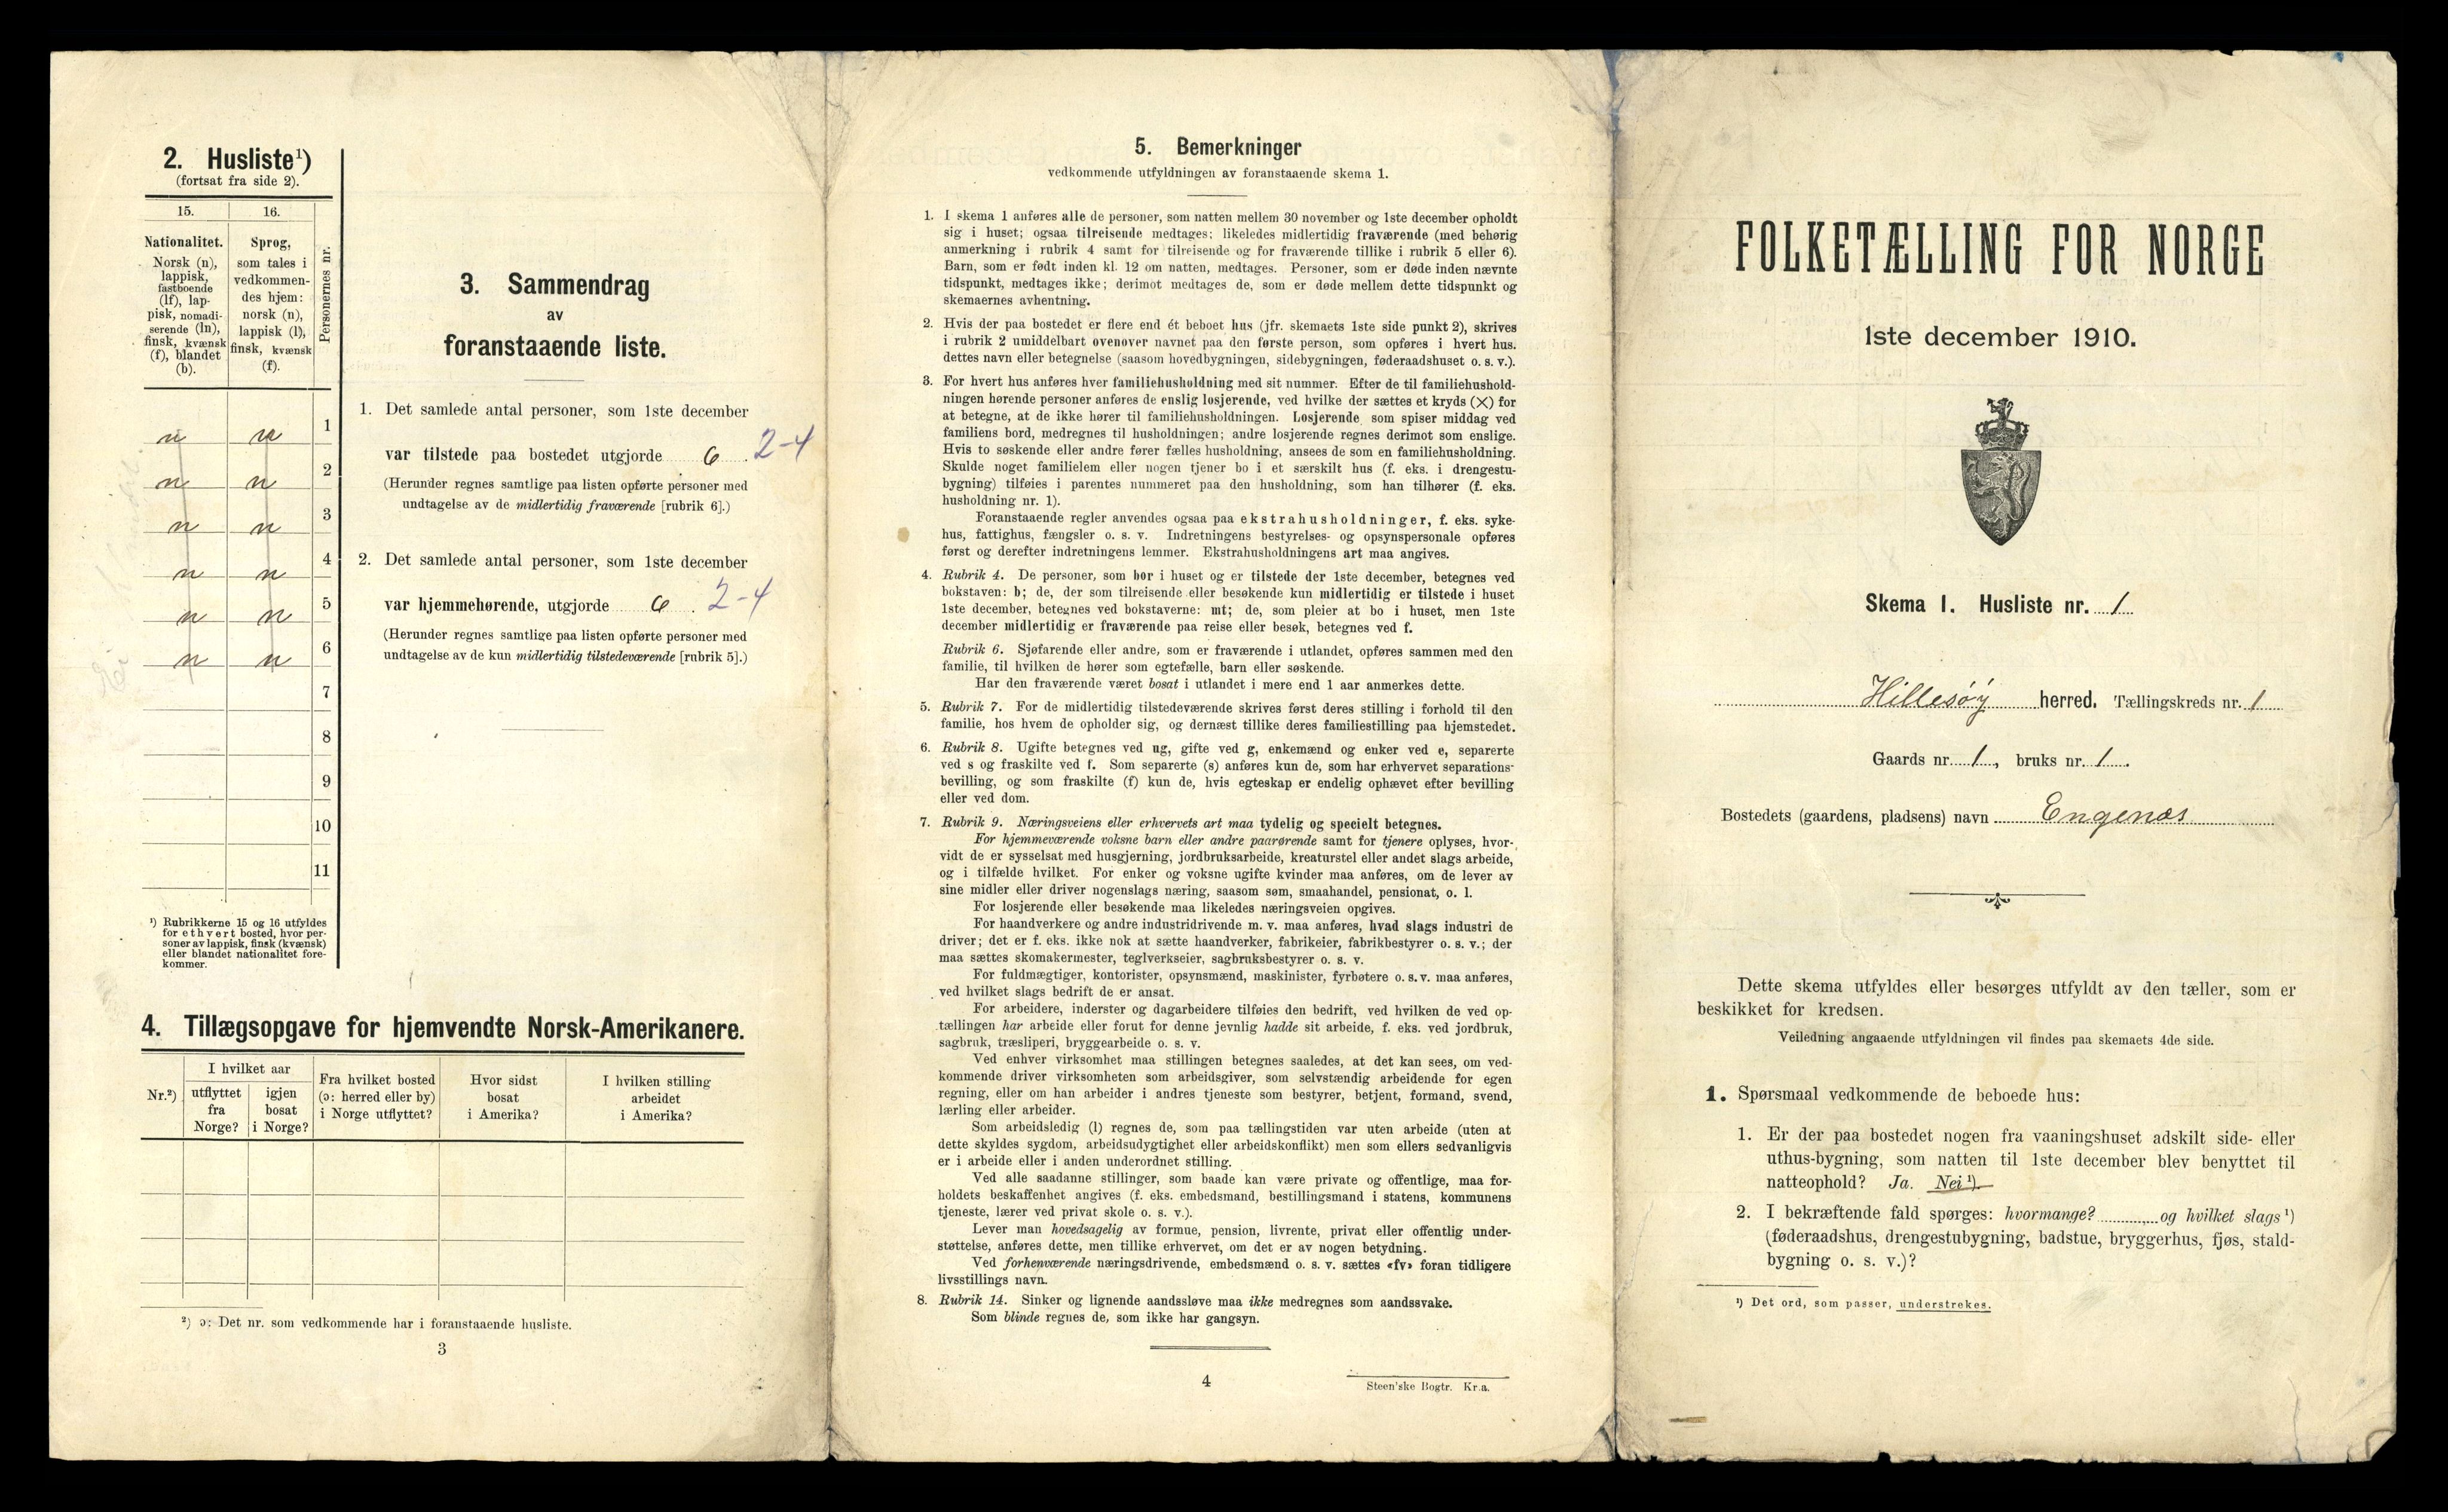 2. Husliste¹)
(fortsat fra side 2).
15. 16.
Nationalitet.
Norsk (n),
lappisk,
fastboende
(lf), lap-
pisk, nomadi-
serende (ln),
finsk, kvænsk
(f), blandet
(b).
Sprog,
som tales i
vedkommen-
des hjem:
norsk (n),
lappisk (l),
finsk, kvænsk
(f).
Personernes nr.
n n 1
n n 2
n n 3
n n 4
n n 5
n n 6
7
8
9
10
11
¹) Rubrikkerne 15 og 16 utfyldes
for ethvert bosted, hvor per-
soner av lappisk, finsk (kvænsk)
eller blandet nationalitet fore-
kommer.
3. Sammendrag
av
foranstaaende liste.
1. Det samlede antal personer, som 1ste december
var tilstede paa bostedet utgjorde 6. 2-4
(Herunder regnes samtlige paa listen opførte personer med
undtagelse av de midlertidig fraværende [rubrik 6].)
2. Det samlede antal personer, som 1ste december
var hjemmehørende, utgjorde 6. 2-4
(Herunder regnes samtlige paa listen opførte personer med
undtagelse av de kun midlertidig tilstedeværende [rubrik 5].)
4. Tillægsopgave for hjemvendte Norsk-Amerikanere.
Nr.²)
I hvilket aar
utflyttet
fra
Norge?
igjen
bosat
i Norge?
Fra hvilket bosted
(ɔ: herred eller by)
i Norge utflyttet?
Hvor sidst
bosat
i Amerika?
I hvilken stilling
arbeidet
i Amerika?
²) ɔ: Det nr. som vedkommende har i foranstaaende husliste.
3
5. Bemerkninger
vedkommende utfyldningen av foranstaaende skema 1.
1. I skema 1 anføres alle de personer, som natten mellem 30 november og 1ste december opholdt
sig i huset; ogsaa tilreisende medtages; likeledes midlertidig fraværende (med behørig
anmerkning i rubrik 4 samt for tilreisende og for fraværende tillike i rubrik 5 eller 6).
Barn, som er født inden kl. 12 om natten, medtages. Personer, som er døde inden nævnte
tidspunkt, medtages ikke; derimot medtages de, som er døde mellem dette tidspunkt og
skemaernes avhentning.
2. Hvis der paa bostedet er flere end ét beboet hus (jfr. skemaets 1ste side punkt 2), skrives
i rubrik 2 umiddelbart ovenover navnet paa den første person, som opføres i hvert hus.
dettes navn eller betegnelse (saasom hovedbygningen, sidebygningen, føderaadshuset o. s. v.).
3. For hvert hus anføres hver familiehusholdning med sit nummer. Efter de til familiehushold-
ningen hørende personer anføres de enslig losjerende, ved hvilke der sættes et kryds (×) for
at betegne, at de ikke hører til familiehusholdningen. Losjerende som spiser middag ved
familiens bord, medregnes til husholdningen; andre losjerende regnes derimot som enslige.
Hvis to søskende eller andre fører fælles husholdning, ansees de som en familiehusholdning.
Skulde noget familielem eller nogen tjener bo i et særskilt hus (f. eks. i drengestu-
bygning) tilføies i parentes nummeret paa den husholdning, som han tilhører (f. eks.
husholdning nr. 1).
Foranstaaende regler anvendes ogsaa paa ekstrahusholdninger, f. eks. syke-
hus, fattighus, fængsler o. s. v. Indretningens bestyrelses- og opsynspersonale opføres
først og derefter indretningens lemmer. Ekstrahusholdningens art maa angives.
4. Rubrik 4. De personer, som bor i huset og er tilstede der 1ste december, betegnes ved
bokstaven: b; de, der som tilreisende eller besøkende kun midlertidig er tilstede i huset
1ste december, betegnes ved bokstaverne: mt; de, som pleier at bo i huset, men 1ste
december midlertidig er fraværende paa reise eller besøk, betegnes ved f.
Rubrik 6. Sjøfarende eller andre, som er fraværende i utlandet, opføres sammen med den
familie, til hvilken de hører som egtefælle, barn eller søskende.
Har den fraværende været bosat i utlandet i mere end 1 aar anmerkes dette.
5. Rubrik 7. For de midlertidig tilstedeværende skrives først deres stilling i forhold til den
familie, hos hvem de opholder sig, og dernæst tillike deres familiestilling paa hjemstedet.
6. Rubrik 8. Ugifte betegnes ved ug, gifte ved g, enkemænd og enker ved e, separerte
ved s og fraskilte ved f. Som separerte (s) anføres kun de, som har erhvervet separations-
bevilling, og som fraskilte (f) kun de, hvis egteskap er endelig ophævet efter bevilling
eller ved dom.
7. Rubrik 9. Næringsveiens eller erhvervets art maa tydelig og specielt betegnes.
For hjemmeværende voksne barn eller andre paarørende samt for tjenere oplyses, hvor-
vidt de er sysselsat med husgjerning, jordbruksarbeide, kreaturstel eller andet slags arbeide,
og i tilfælde hvilket. For enker og voksne ugifte kvinder maa anføres, om de lever av
sine midler eller driver nogenslags næring, saasom søm, smaahandel, pensionat, o. l.
For losjerende eller besøkende maa likeledes næringsveien opgives.
For haandverkere og andre industridrivende m. v. maa anføres, hvad slags industri de
driver; det er f. eks. ikke nok at sætte haandverker, fabrikeier, fabrikbestyrer o. s. v.; der
maa sættes skomakermester, teglverkseier, sagbruksbestyrer o. s. v.
For fuldmægtiger, kontorister, opsynsmænd, maskinister, fyrbøtere o. s. v. maa anføres,
ved hvilket slags bedrift de er ansat.
For arbeidere, inderster og dagarbeidere tilføies den bedrift, ved hvilken de ved op-
tællingen har arbeide eller forut for denne jevnlig hadde sit arbeide, f. eks. ved jordbruk,
sagbruk, træsliperi, bryggearbeide o. s. v.
Ved enhver virksomhet maa stillingen betegnes saaledes, at det kan sees, om ved-
kommende driver virksomheten som arbeidsgiver, som selvstændig arbeidende for egen
regning, eller om han arbeider i andres tjeneste som bestyrer, betjent, formand, svend,
lærling eller arbeider.
Som arbeidsledig (l) regnes de, som paa tællingstiden var uten arbeide (uten at
dette skyldes sygdom, arbeidsudygtighet eller arbeidskonflikt) men som ellers sedvanligvis
er i arbeide eller i anden underordnet stilling.
Ved alle saadanne stillinger, som baade kan være private og offentlige, maa for-
holdets beskaffenhet angives (f. eks. embedsmand, bestillingsmand i statens, kommunens
tjeneste, lærer ved privat skole o. s. v.).
Lever man hovedsagelig av formue, pension, livrente, privat eller offentlig under-
støttelse, anføres dette, men tillike erhvervet, om det er av nogen betydning.
Ved forhenværende næringsdrivende, embedsmænd o. s. v. sættes «fv» foran tidligere
livsstillings navn.
8. Rubrik 14. Sinker og lignende aandssløve maa ikke medregnes som aandssvake.
Som blinde regnes de, som ikke har gangsyn.
4
Steen'ske Bogtr. Kr.a.
FOLKETÆLLING FOR NORGE
1ste december 1910.
Skema 1. Husliste nr. 1
Hillesøy herred. Tællingskreds nr. 1
Gaards nr. 1, bruks nr. 1.
Bostedets (gaardens, pladsens) navn Engenæs
Dette skema utfyldes eller besørges utfyldt av den tæller, som er
beskikket for kredsen.
Veiledning angaaende utfyldningen vil findes paa skemaets 4de side.
1. Spørsmaal vedkommende de beboede hus:
1. Er der paa bostedet nogen fra vaaningshuset adskilt side- eller
uthus-bygning, som natten til 1ste december blev benyttet til
natteophold? Ja. Nei ¹).
2. I bekræftende fald spørges: hvormange? og hvilket slags ¹)
(føderaadshus, drengestubygning, badstue, bryggerhus, fjøs, stald-
bygning o. s. v.)?
¹) Det ord, som passer, understrekes.